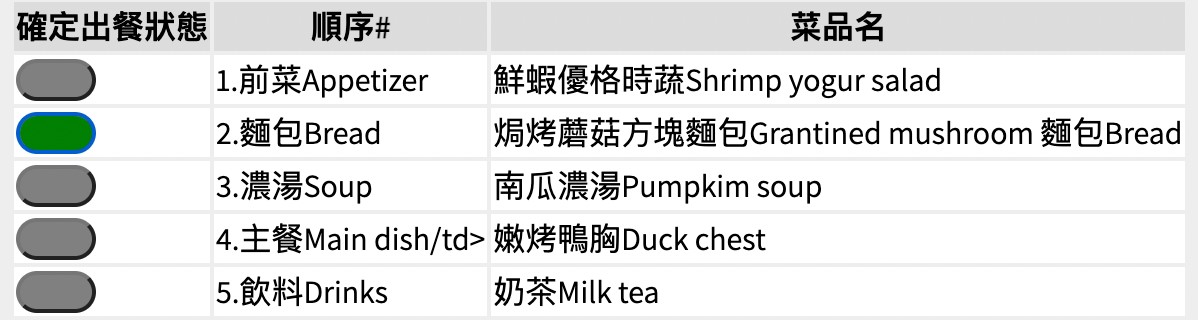 確定出餐狀態 順序# 菜品名
1.前菜Appetizer 鮮蝦優格時蔬Shrimp yogur salad
2.麵包Bread 焗烤蘑菇方塊麵包Grantined mushroom 麵包Bread
3.濃湯Soup 南瓜濃湯Pumpkim soup
4.主餐Main dish/td> 嫩烤鴨胸Duck chest
5.飲料Drinks 奶茶Milk tea